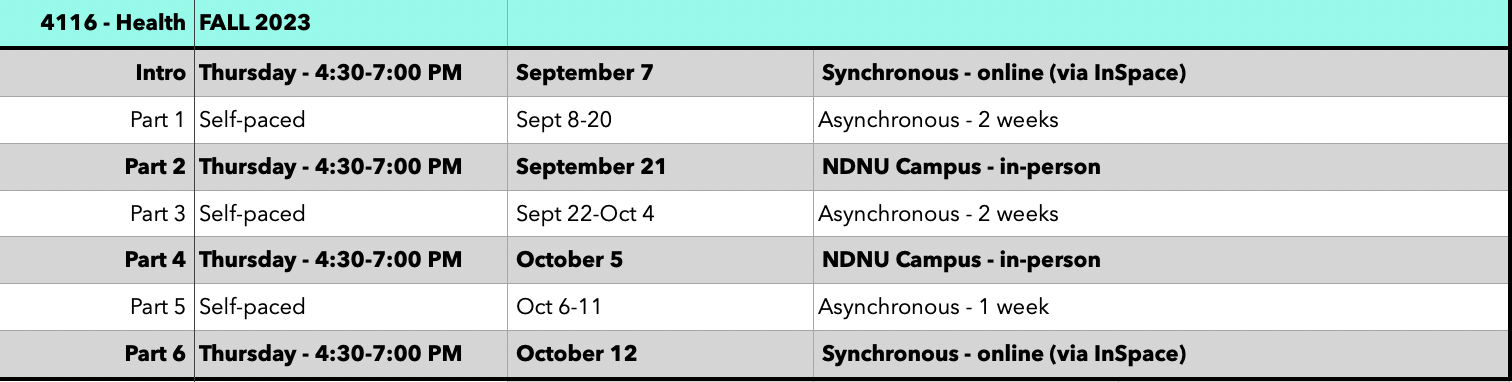 4116 - Health FALL 2023
Intro Thursday - 4:30-7:00 PM September 7 Synchronous - online (via InSpace)
Part 1 Self-paced Sept 8-20 Asynchronous - 2 weeks
Part 2 Thursday - 4:30-7:00 PM September 21 NDNU Campus - in-person
Part 3 Self-paced Sept 22-Oct 4 Asynchronous - 2 weeks
Part 4 Thursday - 4:30-7:00 PM October 5 NDNU Campus - in-person
Part 5 Self-paced Oct 6-11 Asynchronous - 1 week
Part 6 Thursday - 4:30-7:00 PM October 12 Synchronous - online (via InSpace)